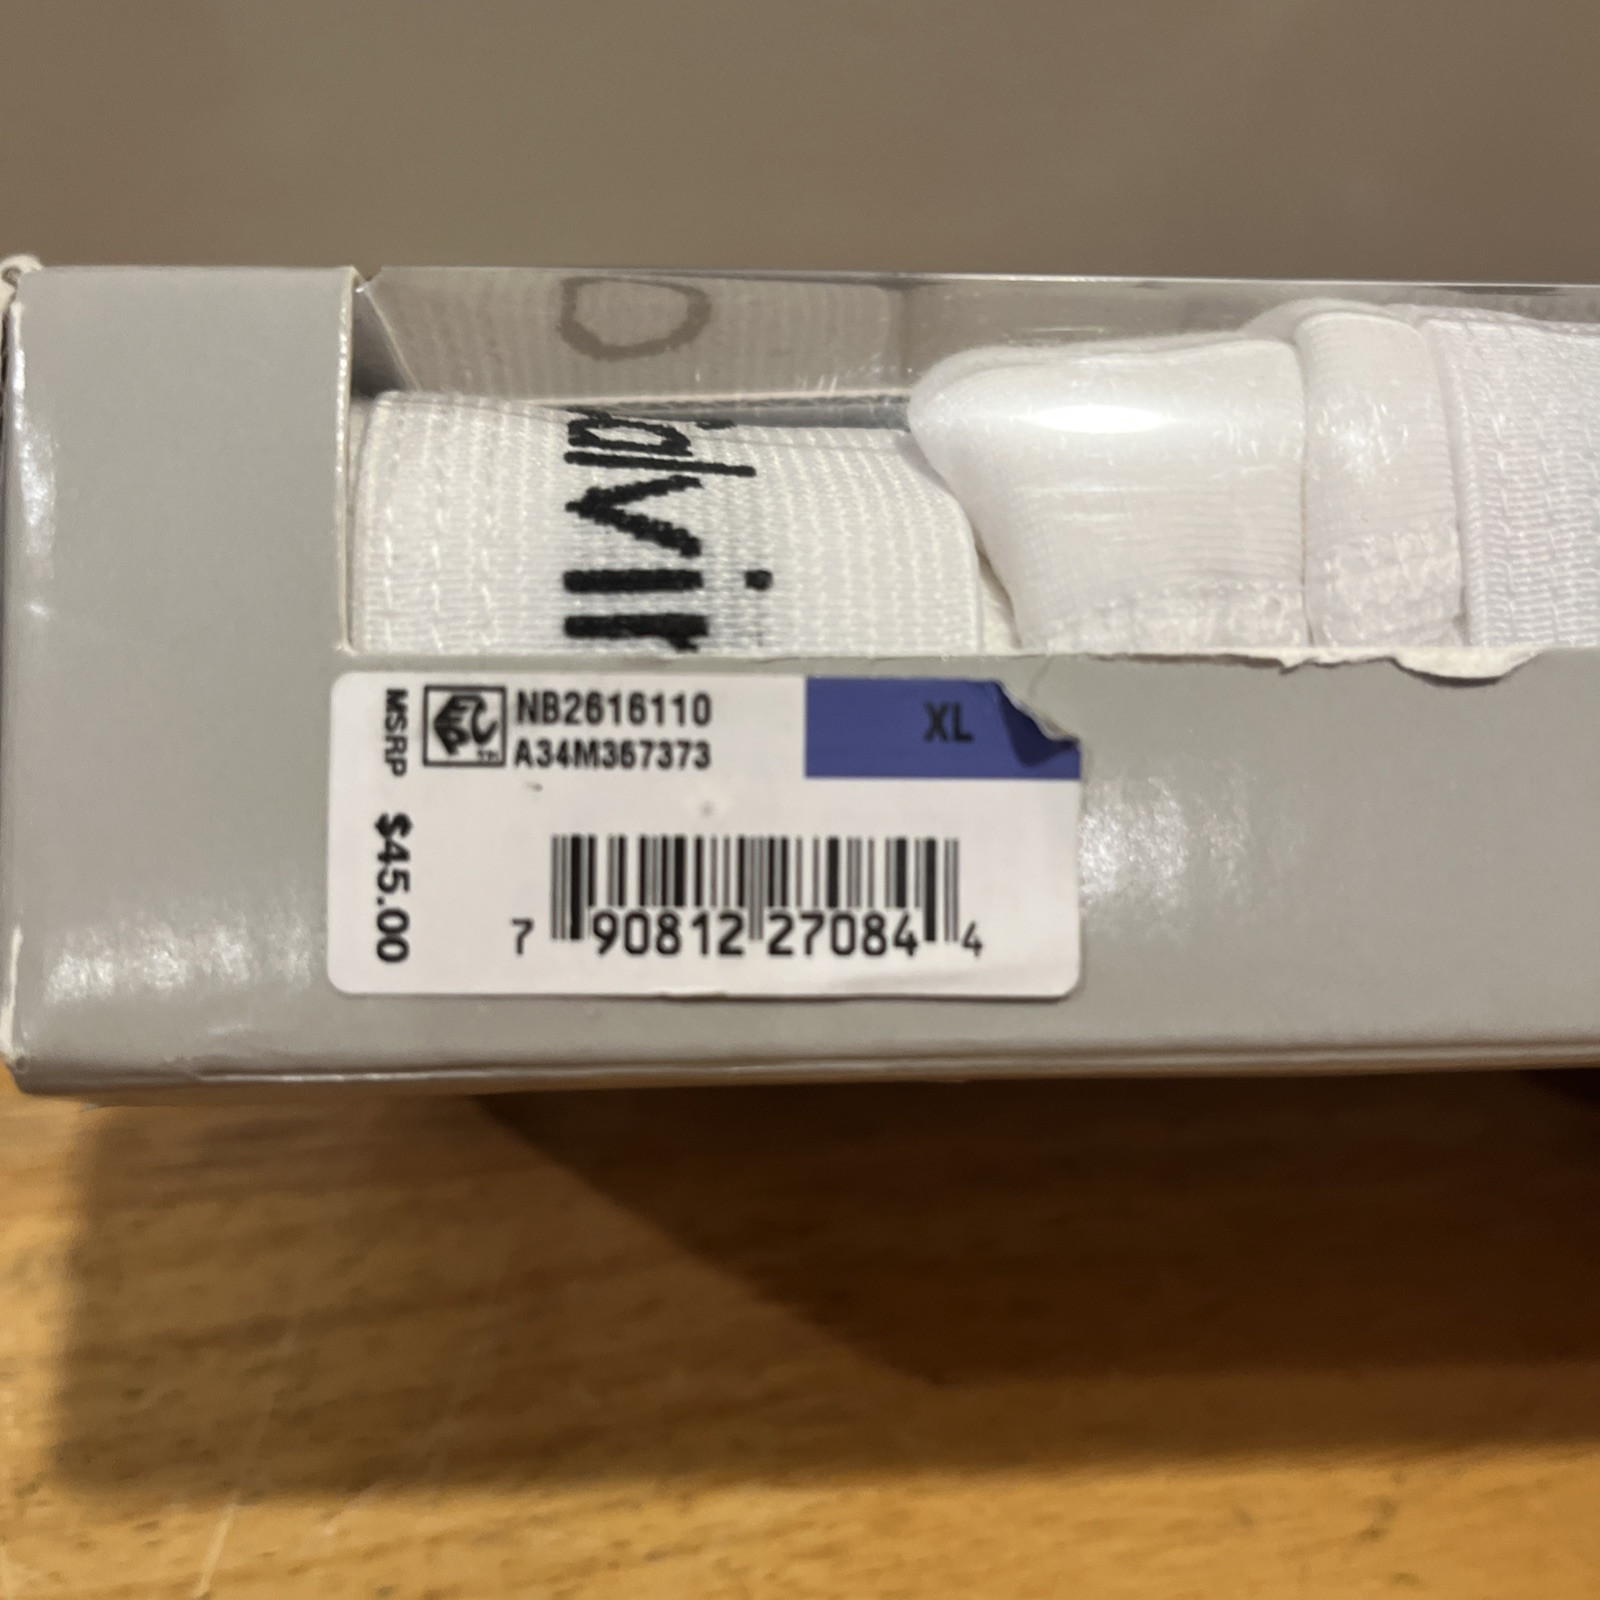 alvin
MSRP $45.00
NB2616110
A34M367373
XL
7 90812 27084 4